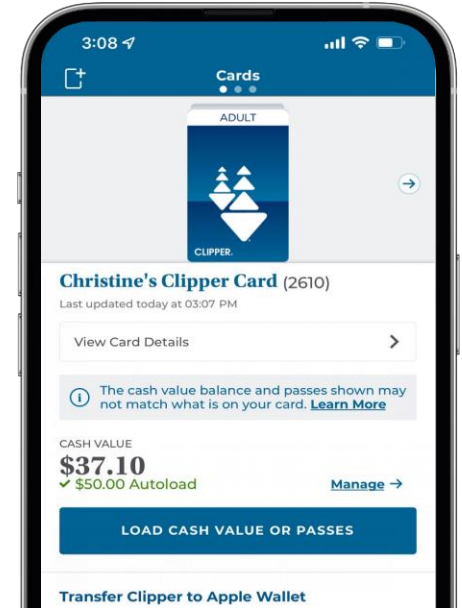 3:08
Cards
ADULT
CLIPPER.
Christine's Clipper Card (2610)
Last updated today at 03:07 PM
View Card Details
The cash value balance and passes shown may
not match what is on your card. Learn More
CASH VALUE
$37.10
$50.00 Autoload
Manage →
LOAD CASH VALUE OR PASSES
Transfer Clipper to Apple Wallet